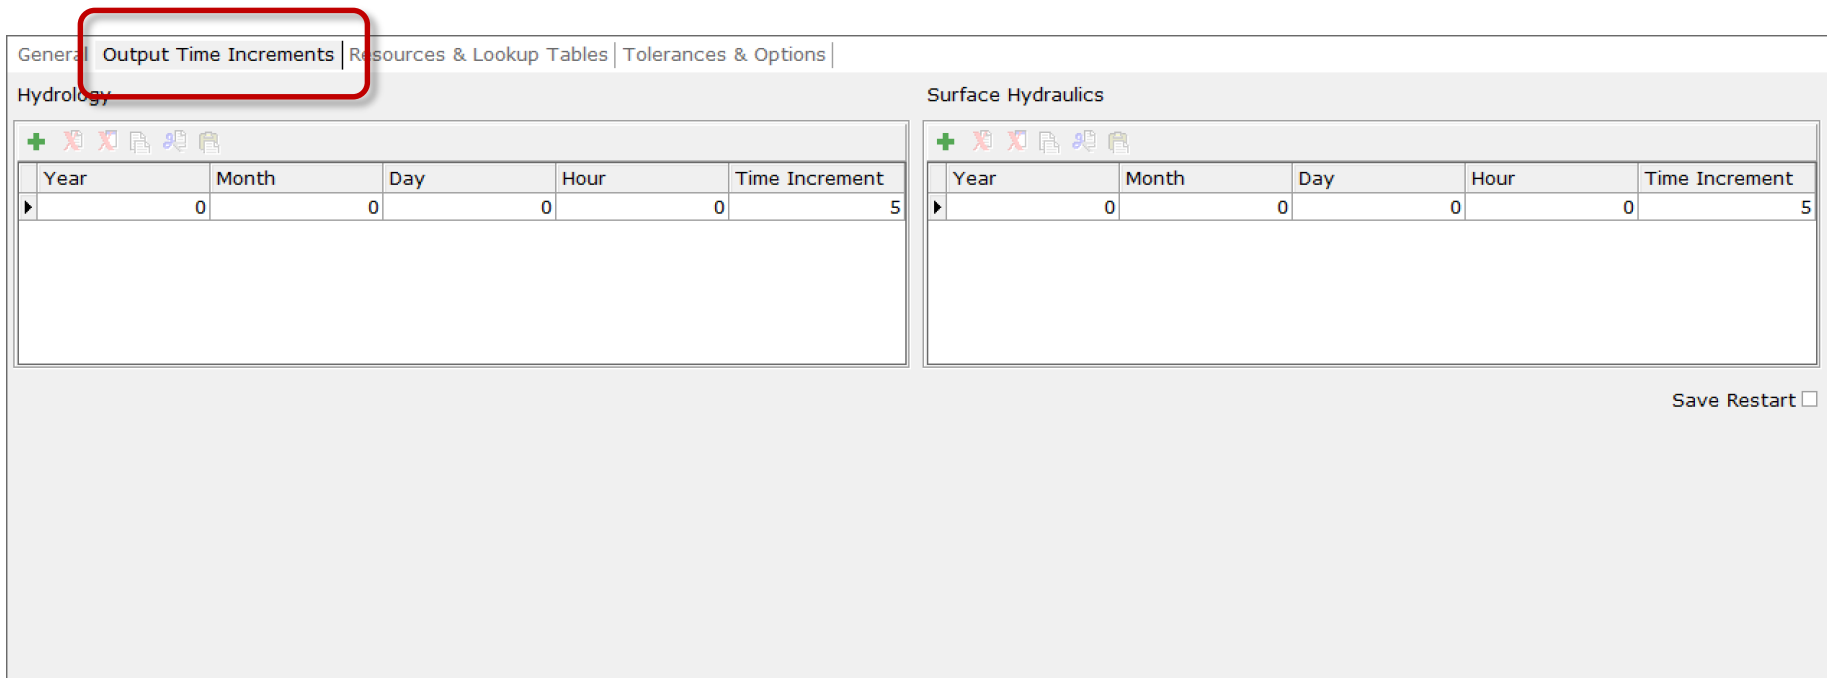 General Output Time Increments Resources & Lookup Tables Tolerances & Options
Hydrology
Surface Hydraulics
Year Month Day Hour Time Increment
0 0 0 0 5
Year Month Day Hour Time Increment
0 0 0 0 5
Save Restart